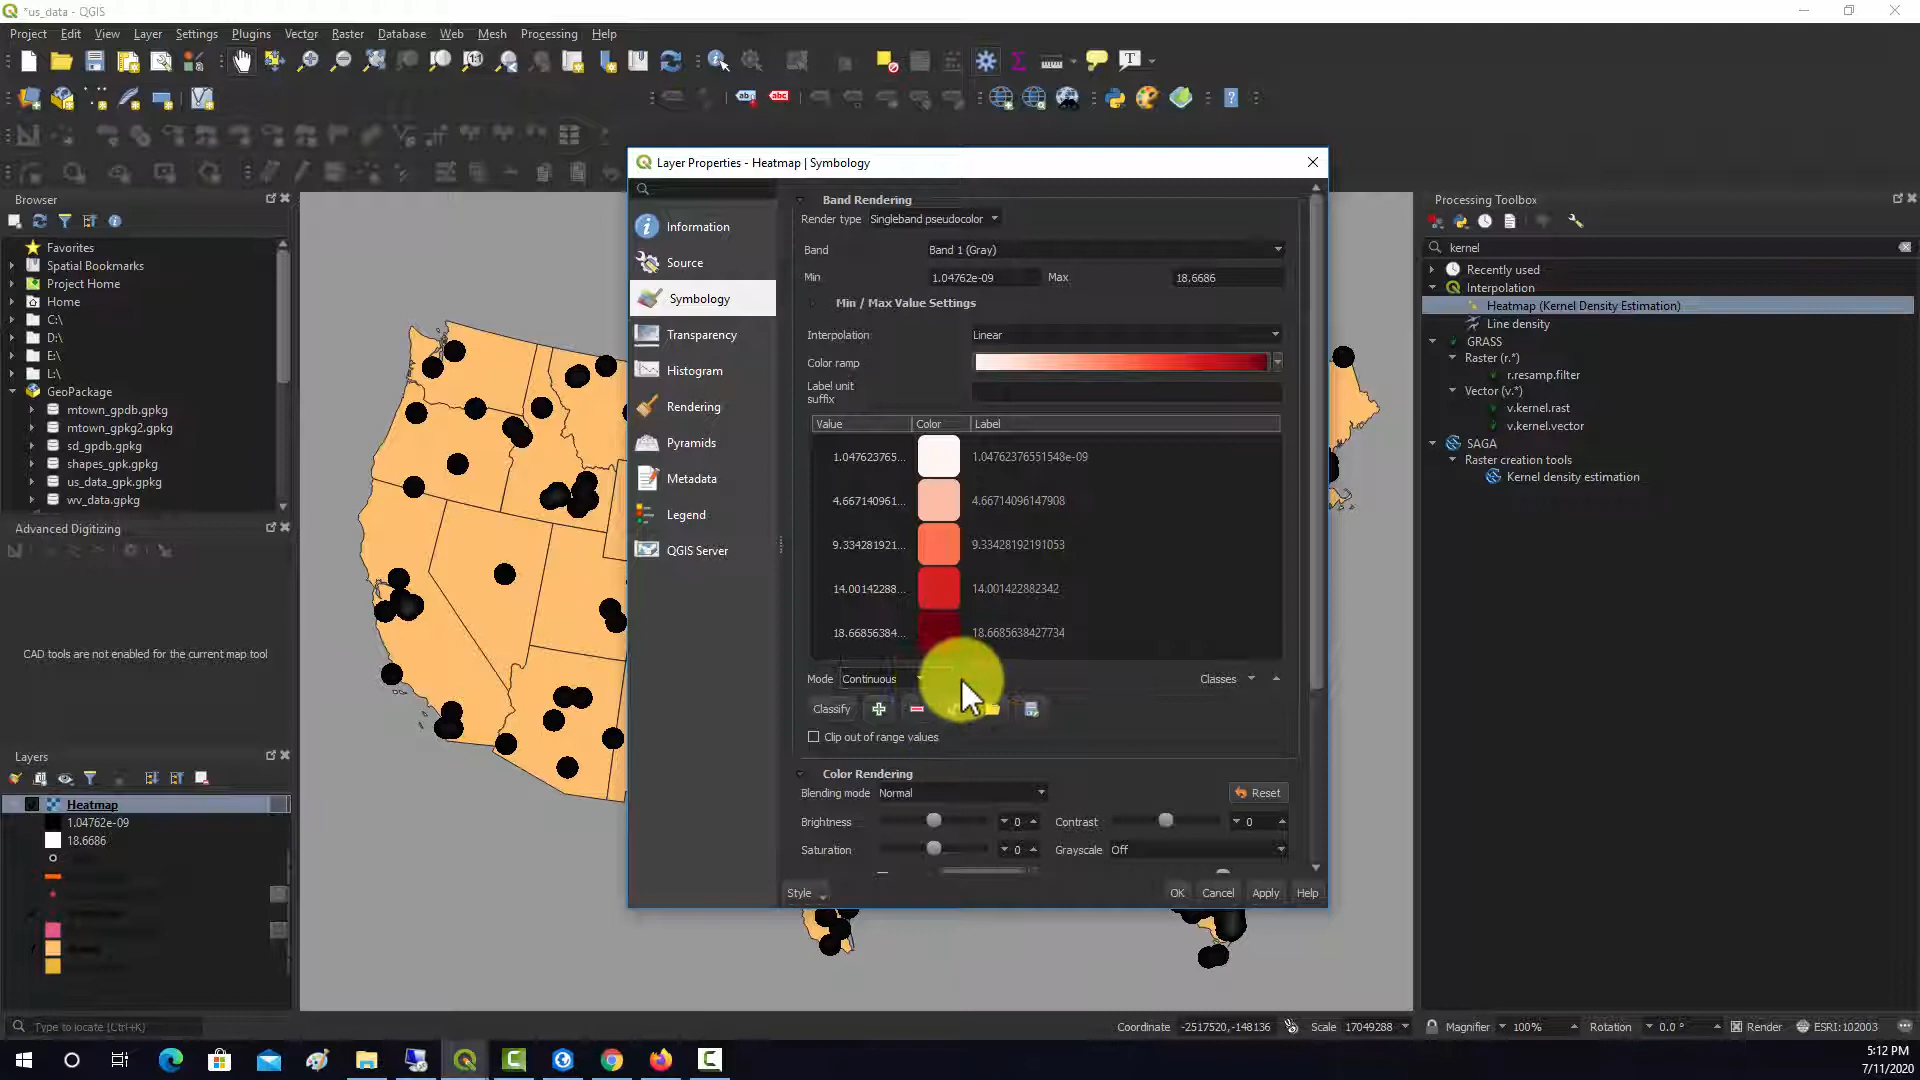 *us_data - QGIS
Project Edit View Layer Settings Plugins Vector Raster Database Web Mesh Processing Help
Browser
Favorites
Spatial Bookmarks
Project Home
Home
C:\
D:\
E:\
L:\
GeoPackage
mtown_gpdb.gpkg
mtown_gpkg2.gpkg
sd_gpdb.gpkg
shapes_gpk.gpkg
us_data_gpk.gpkg
wv_data.gpkg
Advanced Digitizing
CAD tools are not enabled for the current map tool
Layers
Heatmap
1.04762e-09
18.6686
Layer Properties - Heatmap | Symbology
Information
Source
Symbology
Transparency
Histogram
Rendering
Pyramids
Metadata
Legend
QGIS Server
Band Rendering
Render type Singleband pseudocolor
Band Band 1 (Gray)
Min 1.04762e-09 Max 18.6686
Min / Max Value Settings
Interpolation Linear
Color ramp
Label unit
suffix
Value Color Label
1.047623765... 1.04762376551548e-09
4.667140961... 4.66714096147908
9.334281921... 9.33428192191053
14.00142288... 14.001422882342
18.66856384... 18.6685638427734
Mode Continuous Classes
Classify
Clip out of range values
Color Rendering
Blending mode Normal Reset
Brightness 0 Contrast 0
Saturation 0 Grayscale Off
Style OK Cancel Apply Help
Processing Toolbox
kernel
Recently used
Interpolation
Heatmap (Kernel Density Estimation)
Line density
GRASS
Raster (r.*)
r.resamp.filter
Vector (v.*)
v.kernel.rast
v.kernel.vector
SAGA
Raster creation tools
Kernel density estimation
Type to locate (Ctrl+K)
Coordinate -2517520,-148136 Scale 17049288 Magnifier 100% Rotation 0.0 ° Render ESRI:102003
5:12 PM
7/11/2020